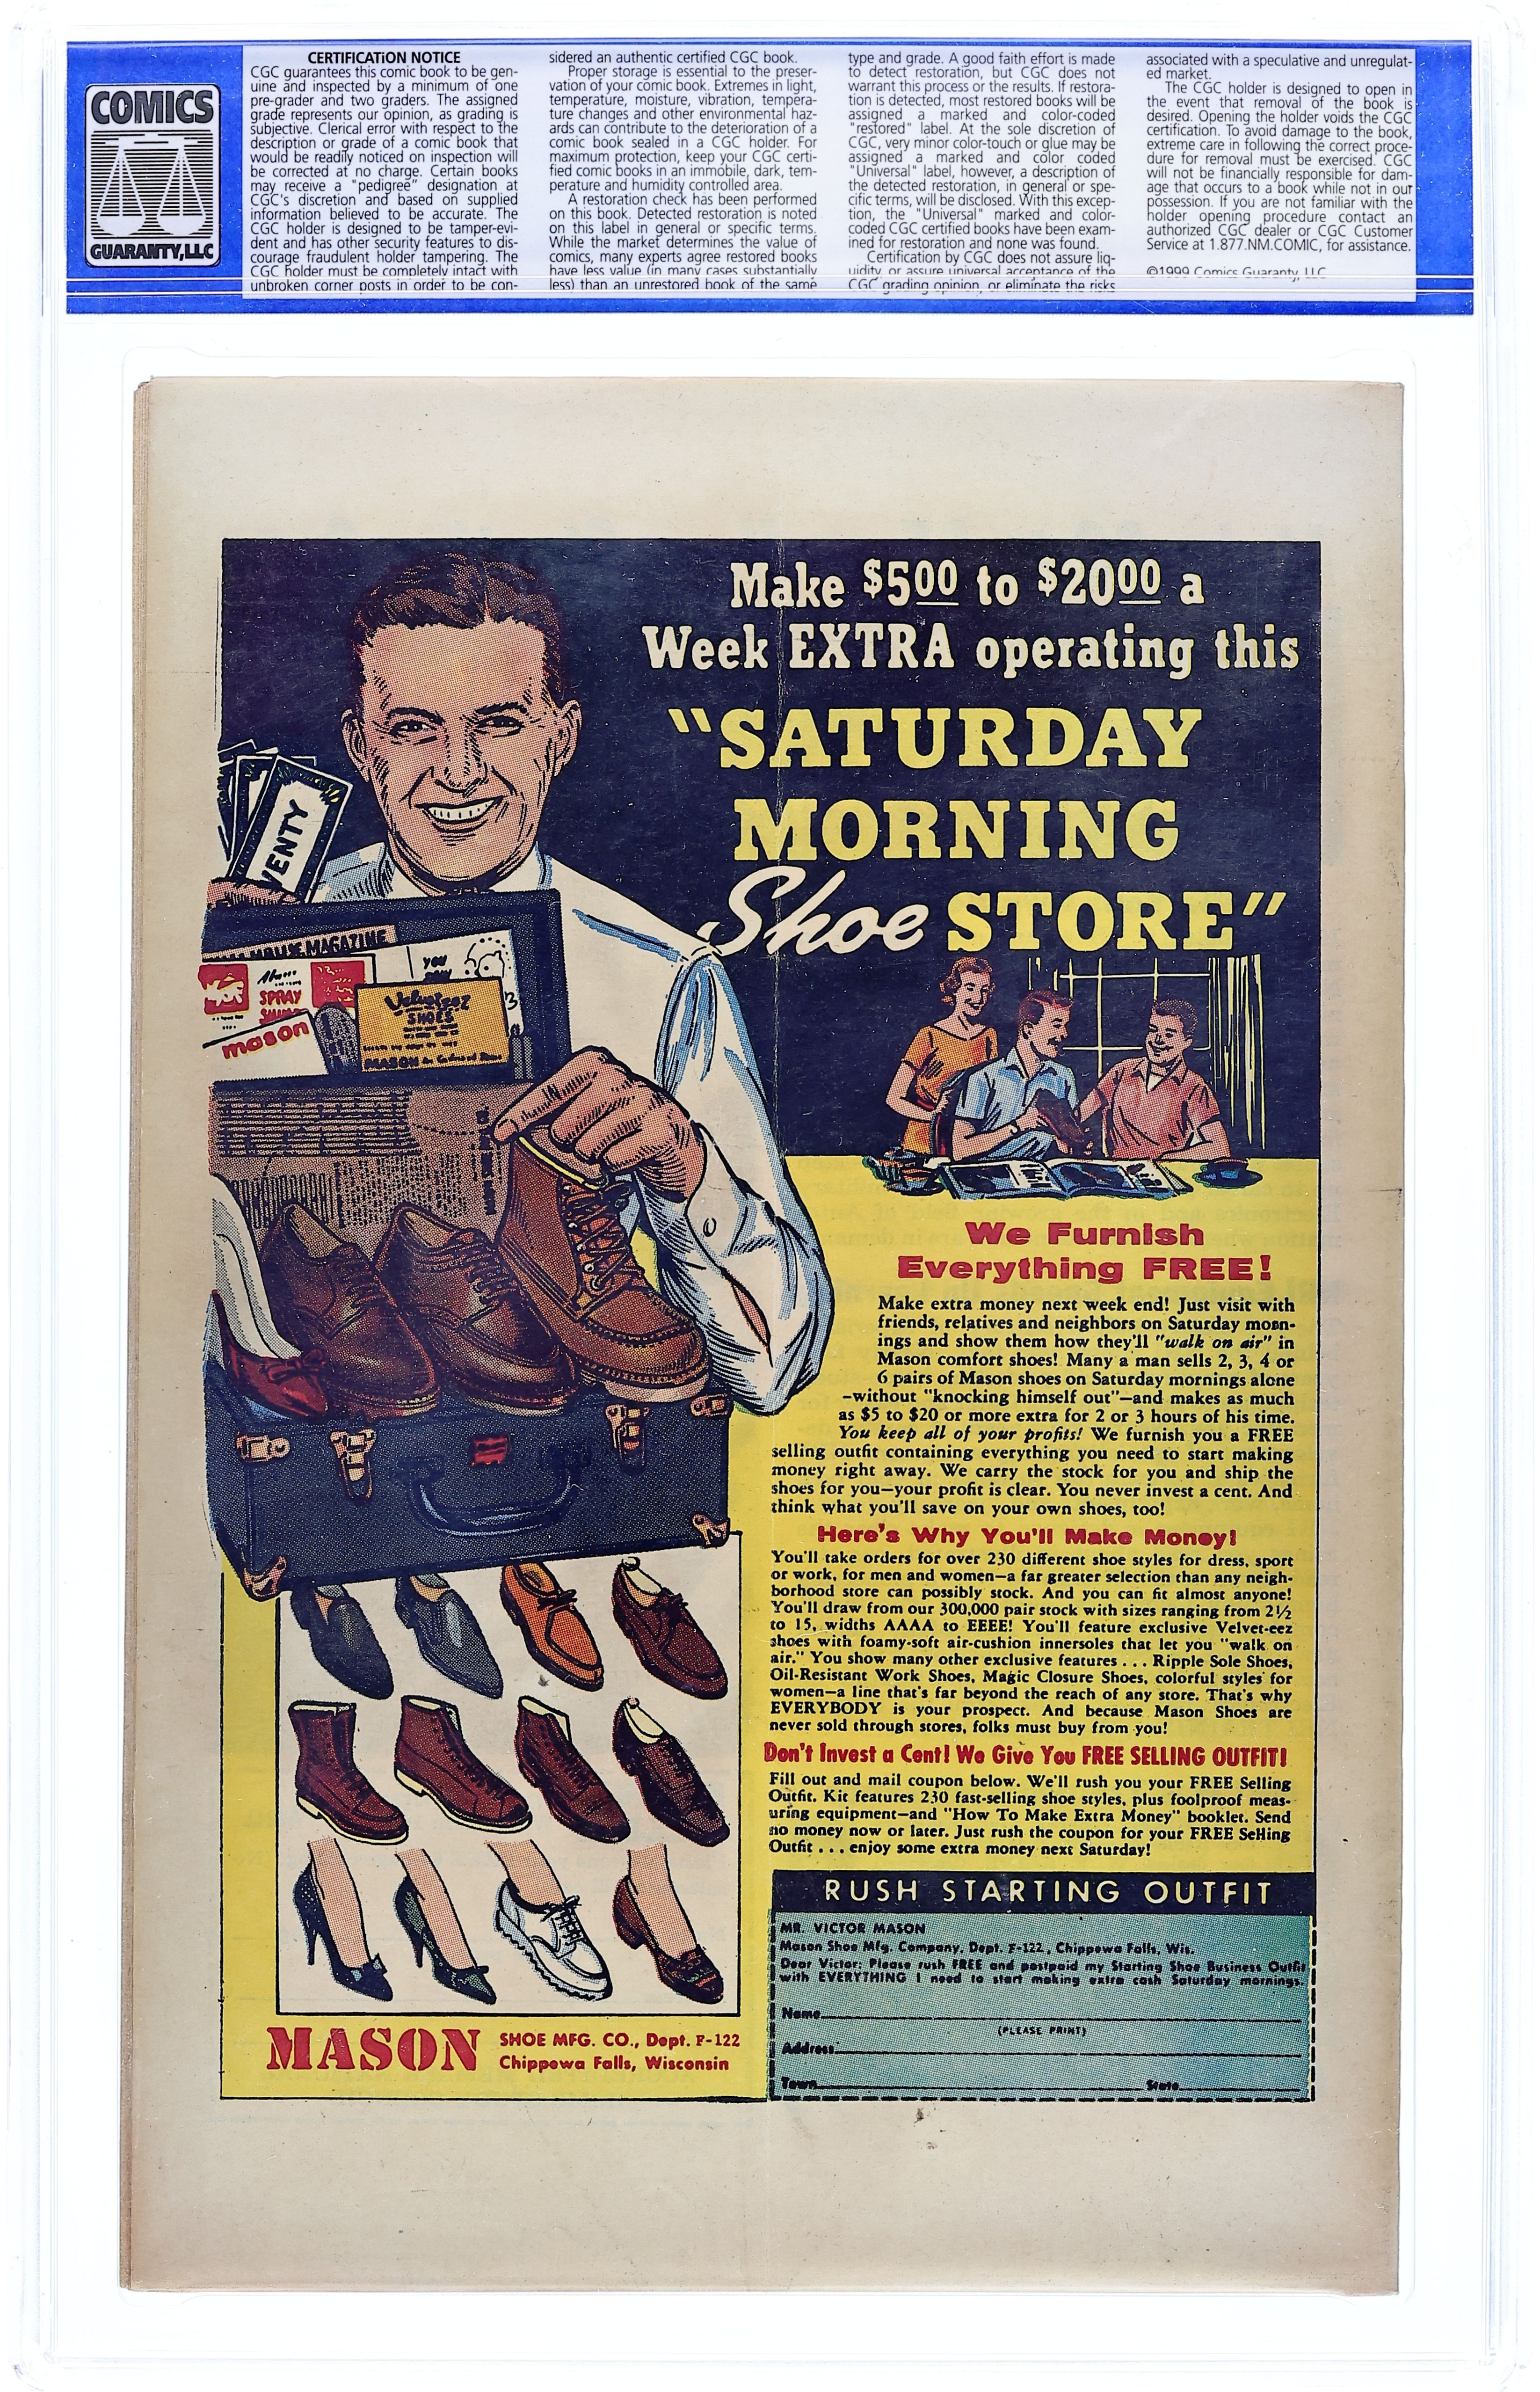 COMICS
GUARANTY,LLC
CERTIFICATION NOTICE
CGC guarantees this comic book to be gen-
uine and inspected by a minimum of one
pre-grader and two graders. The assigned
grade represents our opinion, as grading is
subjective. Clerical error with respect to the
description or grade of a comic book that
would be readily noticed on inspection will
be corrected at no charge. Certain books
may receive a "pedigree" designation at
CGC's discretion and based on supplied
information believed to be accurate. The
CGC holder is designed to be tamper-evi-
dent and has other security features to dis-
courage fraudulent holder tampering. The
CGC holder must be completely intact with
unbroken corner posts in order to be con-
sidered an authentic certified CGC book.
Proper storage is essential to the preser-
vation of your comic book. Extremes in light,
temperature, moisture, vibration, tempera-
ture changes and other environmental haz-
ards can contribute to the deterioration of a
comic book sealed in a CGC holder. For
maximum protection, keep your CGC certi-
fied comic books in an immobile, dark, tem-
perature and humidity controlled area.
A restoration check has been performed
on this book. Detected restoration is noted
on this label in general or specific terms.
While the market determines the value of
comics, many experts agree restored books
have less value (in many cases substantially
less) than an unrestored book of the same
type and grade. A good faith effort is made
to detect restoration, but CGC does not
warrant this process or the results. If restora-
tion is detected, most restored books will be
assigned a marked and color-coded
"restored" label. At the sole discretion of
CGC, very minor color-touch or glue may be
assigned a marked and color coded
"Universal" label, however, a description of
the detected restoration, in general or spe-
cific terms, will be disclosed. With this excep-
tion, the "Universal" marked and color-
coded CGC certified books have been exam-
ined for restoration and none was found.
Certification by CGC does not assure liq-
uidity or assure universal acceptance of the
CGC grading opinion, or eliminate the risks
associated with a speculative and unregulat-
ed market.
The CGC holder is designed to open in
the event that removal of the book is
desired. Opening the holder voids the CGC
certification. To avoid damage to the book,
extreme care in following the correct proce-
dure for removal must be exercised. CGC
will not be financially responsible for dam-
age that occurs to a book while not in our
possession. If you are not familiar with the
holder opening procedure contact an
authorized CGC dealer or CGC Customer
Service at 1.877.NM.COMIC, for assistance.
©1999 Comics Guaranty, LLC
Make $500 to $2000 a
Week EXTRA operating this
"SATURDAY
MORNING
Shoe STORE"
VENTY
MAGAZINE
SPRAY
mason
Velveteez
SHOES
MASON
We Furnish
Everything FREE!
Make extra money next week end! Just visit with
friends, relatives and neighbors on Saturday morn-
ings and show them how they'll "walk on air" in
Mason comfort shoes! Many a man sells 2, 3, 4 or
6 pairs of Mason shoes on Saturday mornings alone
-without "knocking himself out"—and makes as much
as $5 to $20 or more extra for 2 or 3 hours of his time.
You keep all of your profits! We furnish you a FREE
selling outfit containing everything you need to start making
money right away. We carry the stock for you and ship the
shoes for you—your profit is clear. You never invest a cent. And
think what you'll save on your own shoes, too!
Here's Why You'll Make Money!
You'll take orders for over 230 different shoe styles for dress, sport
or work, for men and women—a far greater selection than any neigh-
borhood store can possibly stock. And you can fit almost anyone!
You'll draw from our 300,000 pair stock with sizes ranging from 2½
to 15, widths AAAA to EEEE! You'll feature exclusive Velvet-eez
shoes with foamy-soft air-cushion innersoles that let you "walk on
air." You show many other exclusive features . . . Ripple Sole Shoes,
Oil-Resistant Work Shoes, Magic Closure Shoes, colorful styles for
women—a line that's far beyond the reach of any store. That's why
EVERYBODY is your prospect. And because Mason Shoes are
never sold through stores, folks must buy from you!
Don't Invest a Cent! We Give You FREE SELLING OUTFIT!
Fill out and mail coupon below. We'll rush you your FREE Selling
Outfit. Kit features 230 fast-selling shoe styles, plus foolproof meas-
uring equipment—and "How To Make Extra Money" booklet. Send
no money now or later. Just rush the coupon for your FREE Selling
Outfit . . . enjoy some extra money next Saturday!
MASON
SHOE MFG. CO., Dept. F-122
Chippewa Falls, Wisconsin
RUSH STARTING OUTFIT
MR. VICTOR MASON
Mason Shoe Mfg. Company, Dept. F-122, Chippewa Falls, Wis.
Dear Victor: Please rush FREE and postpaid my Starting Shoe Business Outfit
with EVERYTHING I need to start making extra cash Saturday mornings.
Name
(PLEASE PRINT)
Address
Town State